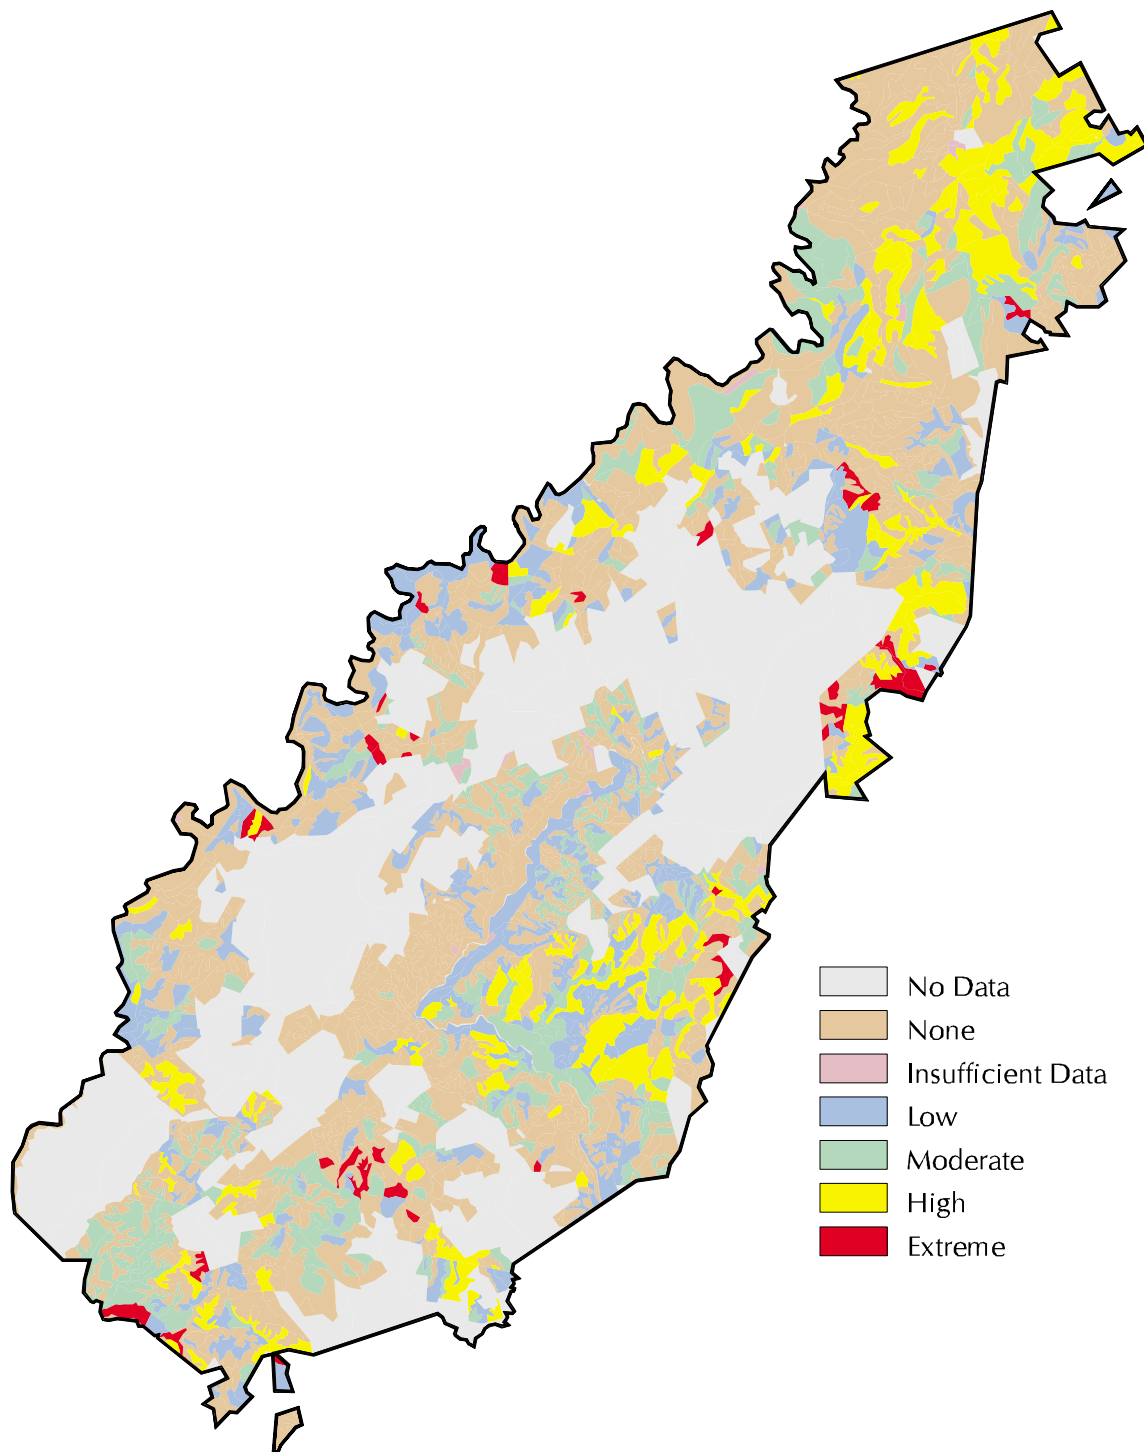 No Data
None
Insufficient Data
Low
Moderate
High
Extreme